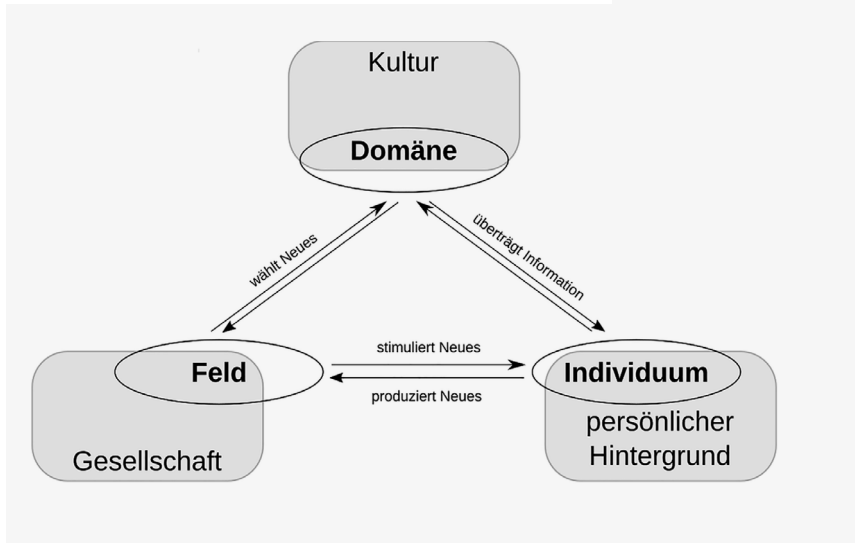 Kultur
Domäne
wählt Neues
überträgt Information
stimuliert Neues
produziert Neues
Feld
Gesellschaft
Individuum
persönlicher
Hintergrund